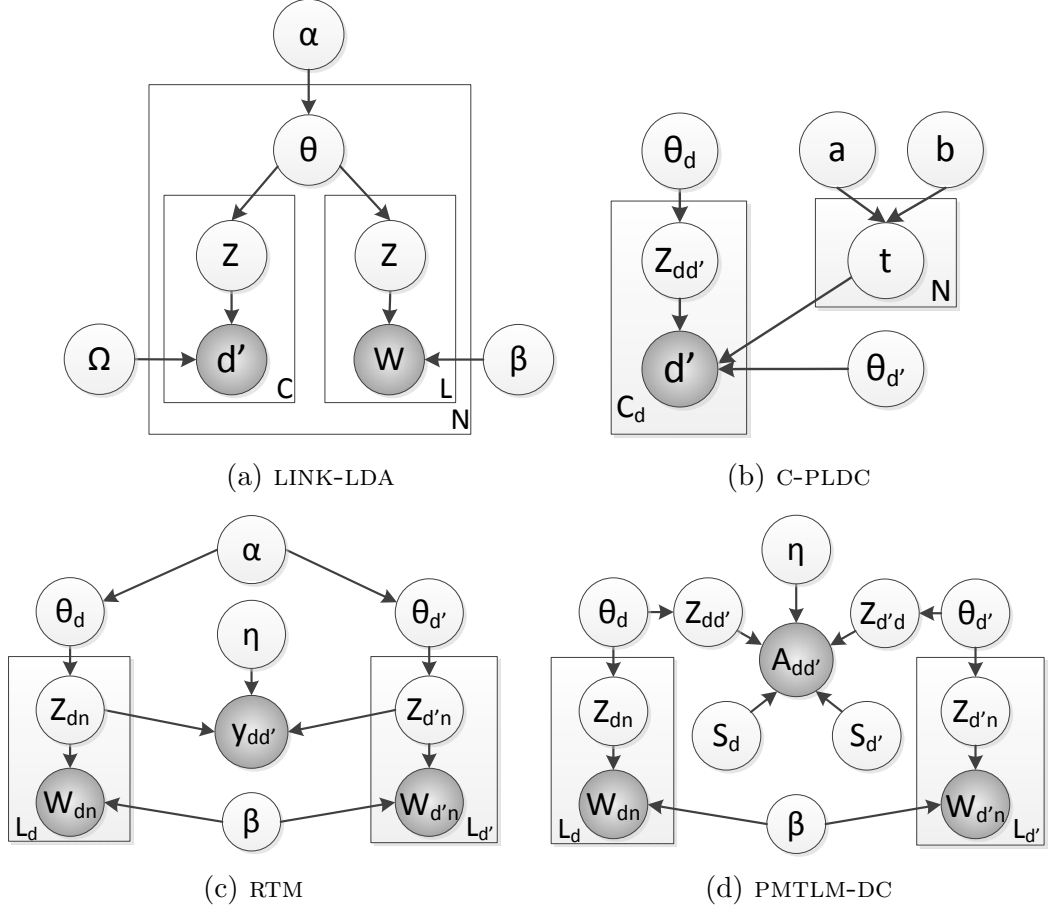 α
θ
Z
Z
Ω
d’
W
β
C
L
N
(a) LINK-LDA
θd
a
b
Zdd’
t
N
d’
θd’
Cd
(b) C-PLDC
α
θd
θd’
η
Zdn
Zd’n
ydd’
Wdn
Wd’n
β
Ld
Ld’
(c) RTM
η
θd
Zdd’
Zd’d
θd’
Add’
Zdn
Zd’n
Sd
Sd’
Wdn
Wd’n
β
Ld
Ld’
(d) PMTLM-DC